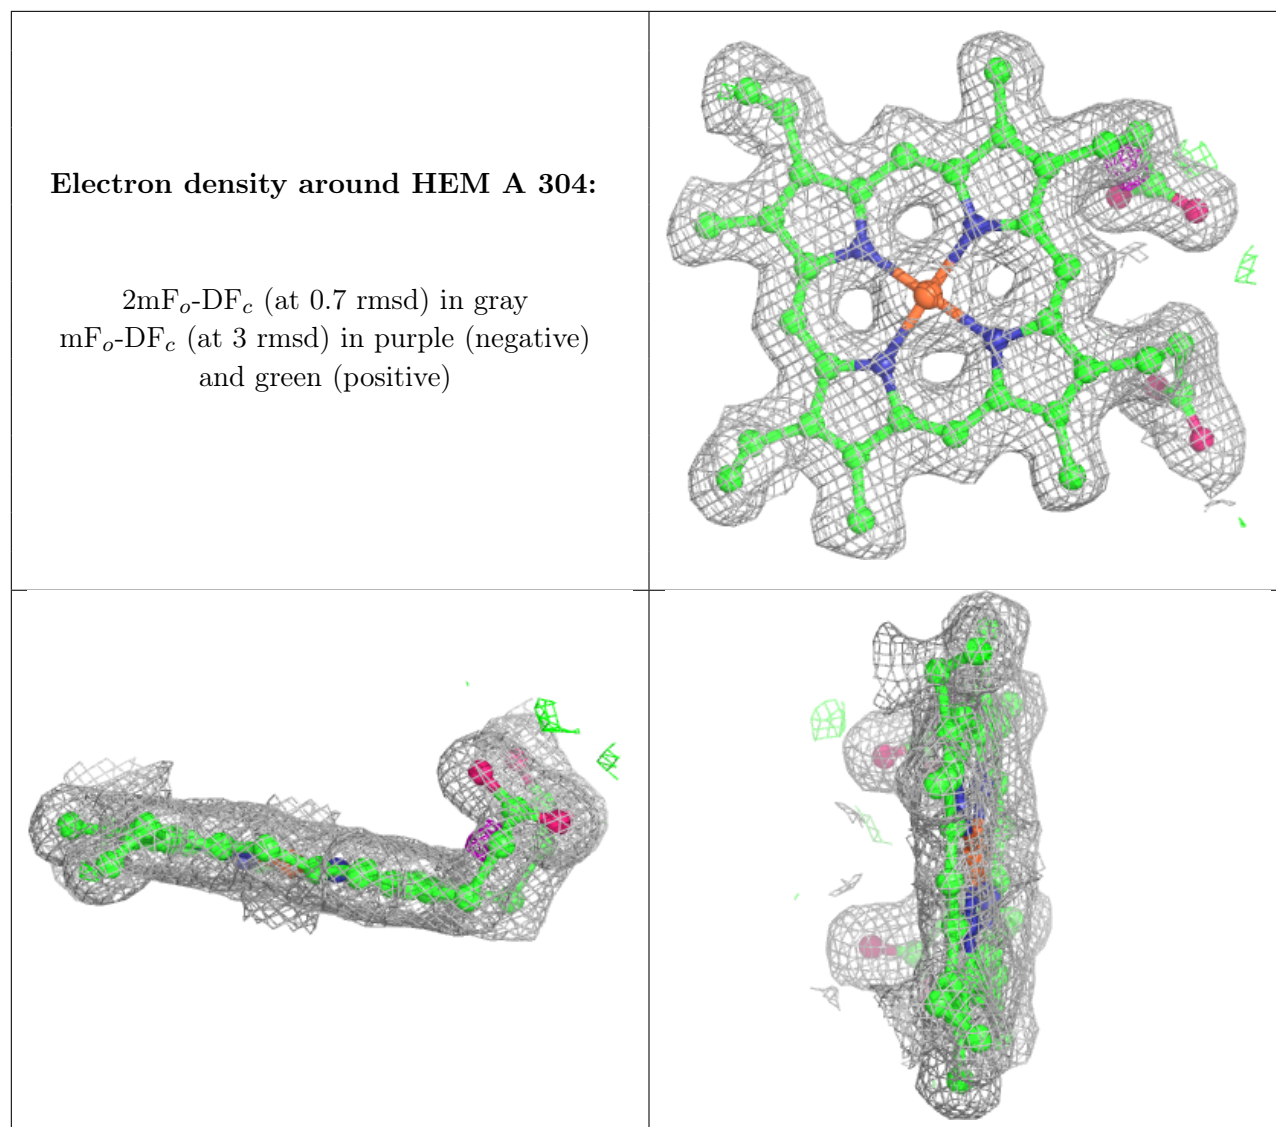 Electron density around HEM A 304:
2mFo-DFc (at 0.7 rmsd) in gray
mFo-DFc (at 3 rmsd) in purple (negative)
and green (positive)